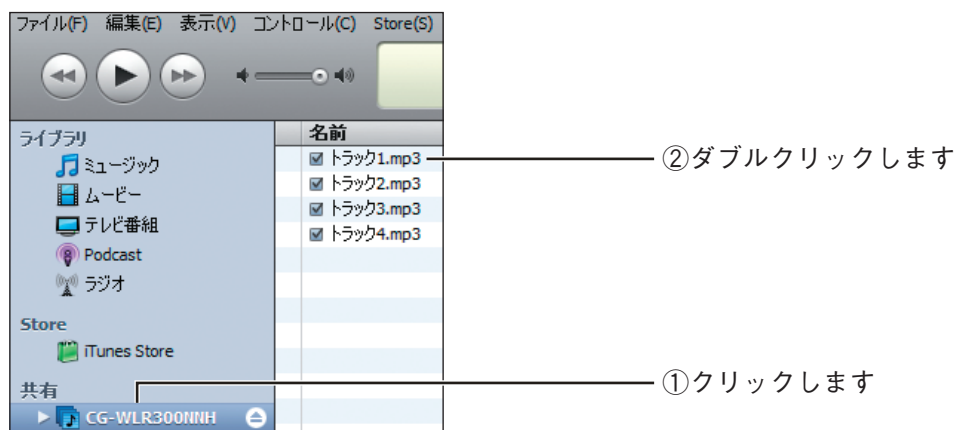 ファイル(F) 編集(E) 表示(V) コントロール(C) Store(S)
ライブラリ
ミュージック
ムービー
テレビ番組
Podcast
ラジオ
Store
iTunes Store
共有
CG-WLR300NNH
名前
トラック1.mp3
トラック2.mp3
トラック3.mp3
トラック4.mp3
②ダブルクリックします
①クリックします